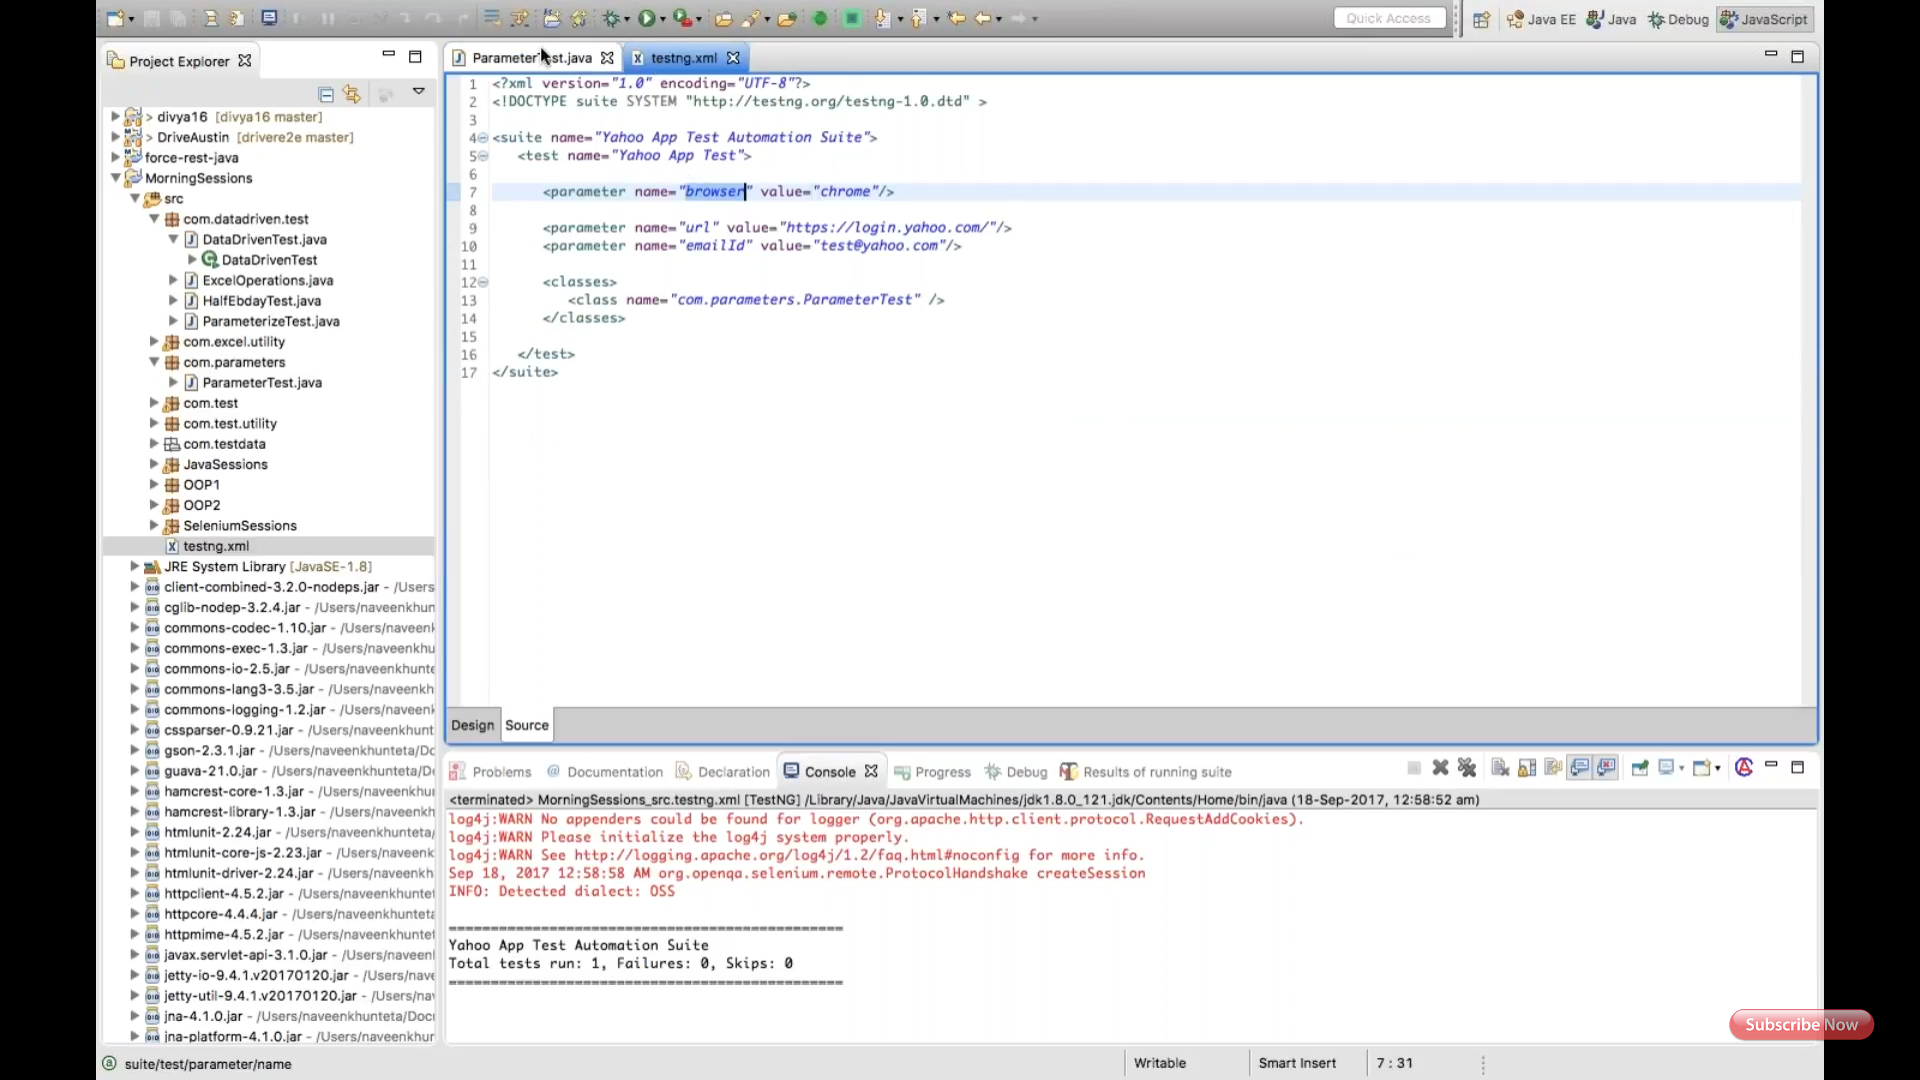 Quick Access
Java EE
Java
Debug
JavaScript
Project Explorer
> divya16 [divya16 master]
> DriveAustin [drivere2e master]
force-rest-java
MorningSessions
src
com.datadriven.test
DataDrivenTest.java
DataDrivenTest
ExcelOperations.java
HalfEbdayTest.java
ParameterizeTest.java
com.excel.utility
com.parameters
ParameterTest.java
com.test
com.test.utility
com.testdata
JavaSessions
OOP1
OOP2
SeleniumSessions
testng.xml
JRE System Library [JavaSE-1.8]
client-combined-3.2.0-nodeps.jar - /Users
cglib-nodep-3.2.4.jar - /Users/naveenkhun
commons-codec-1.10.jar - /Users/naveenk
commons-exec-1.3.jar - /Users/naveenkhu
commons-io-2.5.jar - /Users/naveenkhunte
commons-lang3-3.5.jar - /Users/naveenkh
commons-logging-1.2.jar - /Users/naveenk
cssparser-0.9.21.jar - /Users/naveenkhun
gson-2.3.1.jar - /Users/naveenkhunteta/Do
guava-21.0.jar - /Users/naveenkhunteta/D
hamcrest-core-1.3.jar - /Users/naveenkhu
hamcrest-library-1.3.jar - /Users/naveenk
htmlunit-2.24.jar - /Users/naveenkhunteta
htmlunit-core-js-2.23.jar - /Users/naveen
htmlunit-driver-2.24.jar - /Users/naveenkh
httpclient-4.5.2.jar - /Users/naveenkhunt
httpcore-4.4.4.jar - /Users/naveenkhunteta
httpmime-4.5.2.jar - /Users/naveenkhunte
javax.servlet-api-3.1.0.jar - /Users/navee
jetty-io-9.4.1.v20170120.jar - /Users/nave
jetty-util-9.4.1.v20170120.jar - /Users/na
jna-4.1.0.jar - /Users/naveenkhunteta/Doc
jna-platform-4.1.0.jar - /Users/naveenkhun
testng.xml
1 <?xml version="1.0" encoding="UTF-8"?>
2 <!DOCTYPE suite SYSTEM "http://testng.org/testng-1.0.dtd" >
3
4 <suite name="Yahoo App Test Automation Suite">
5 <test name="Yahoo App Test">
6
7 <parameter name="browser" value="chrome"/>
8
9 <parameter name="url" value="https://login.yahoo.com/"/>
10 <parameter name="emailId" value="test@yahoo.com"/>
11
12 <classes>
13 <class name="com.parameters.ParameterTest" />
14 </classes>
15
16 </test>
17 </suite>
Design
Source
Problems
@ Documentation
Declaration
Console
Progress
Debug
Results of running suite
<terminated> MorningSessions_src.testng.xml [TestNG] /Library/Java/JavaVirtualMachines/jdk1.8.0_121.jdk/Contents/Home/bin/java (18-Sep-2017, 12:58:52 am)
log4j:WARN No appenders could be found for logger (org.apache.http.client.protocol.RequestAddCookies).
log4j:WARN Please initialize the log4j system properly.
log4j:WARN See http://logging.apache.org/log4j/1.2/faq.html#noconfig for more info.
Sep 18, 2017 12:58:58 AM org.openqa.selenium.remote.ProtocolHandshake createSession
INFO: Detected dialect: OSS
===============================================
Yahoo App Test Automation Suite
Total tests run: 1, Failures: 0, Skips: 0
===============================================
Subscribe Now
suite/test/parameter/name
Writable
Smart Insert
7 : 31